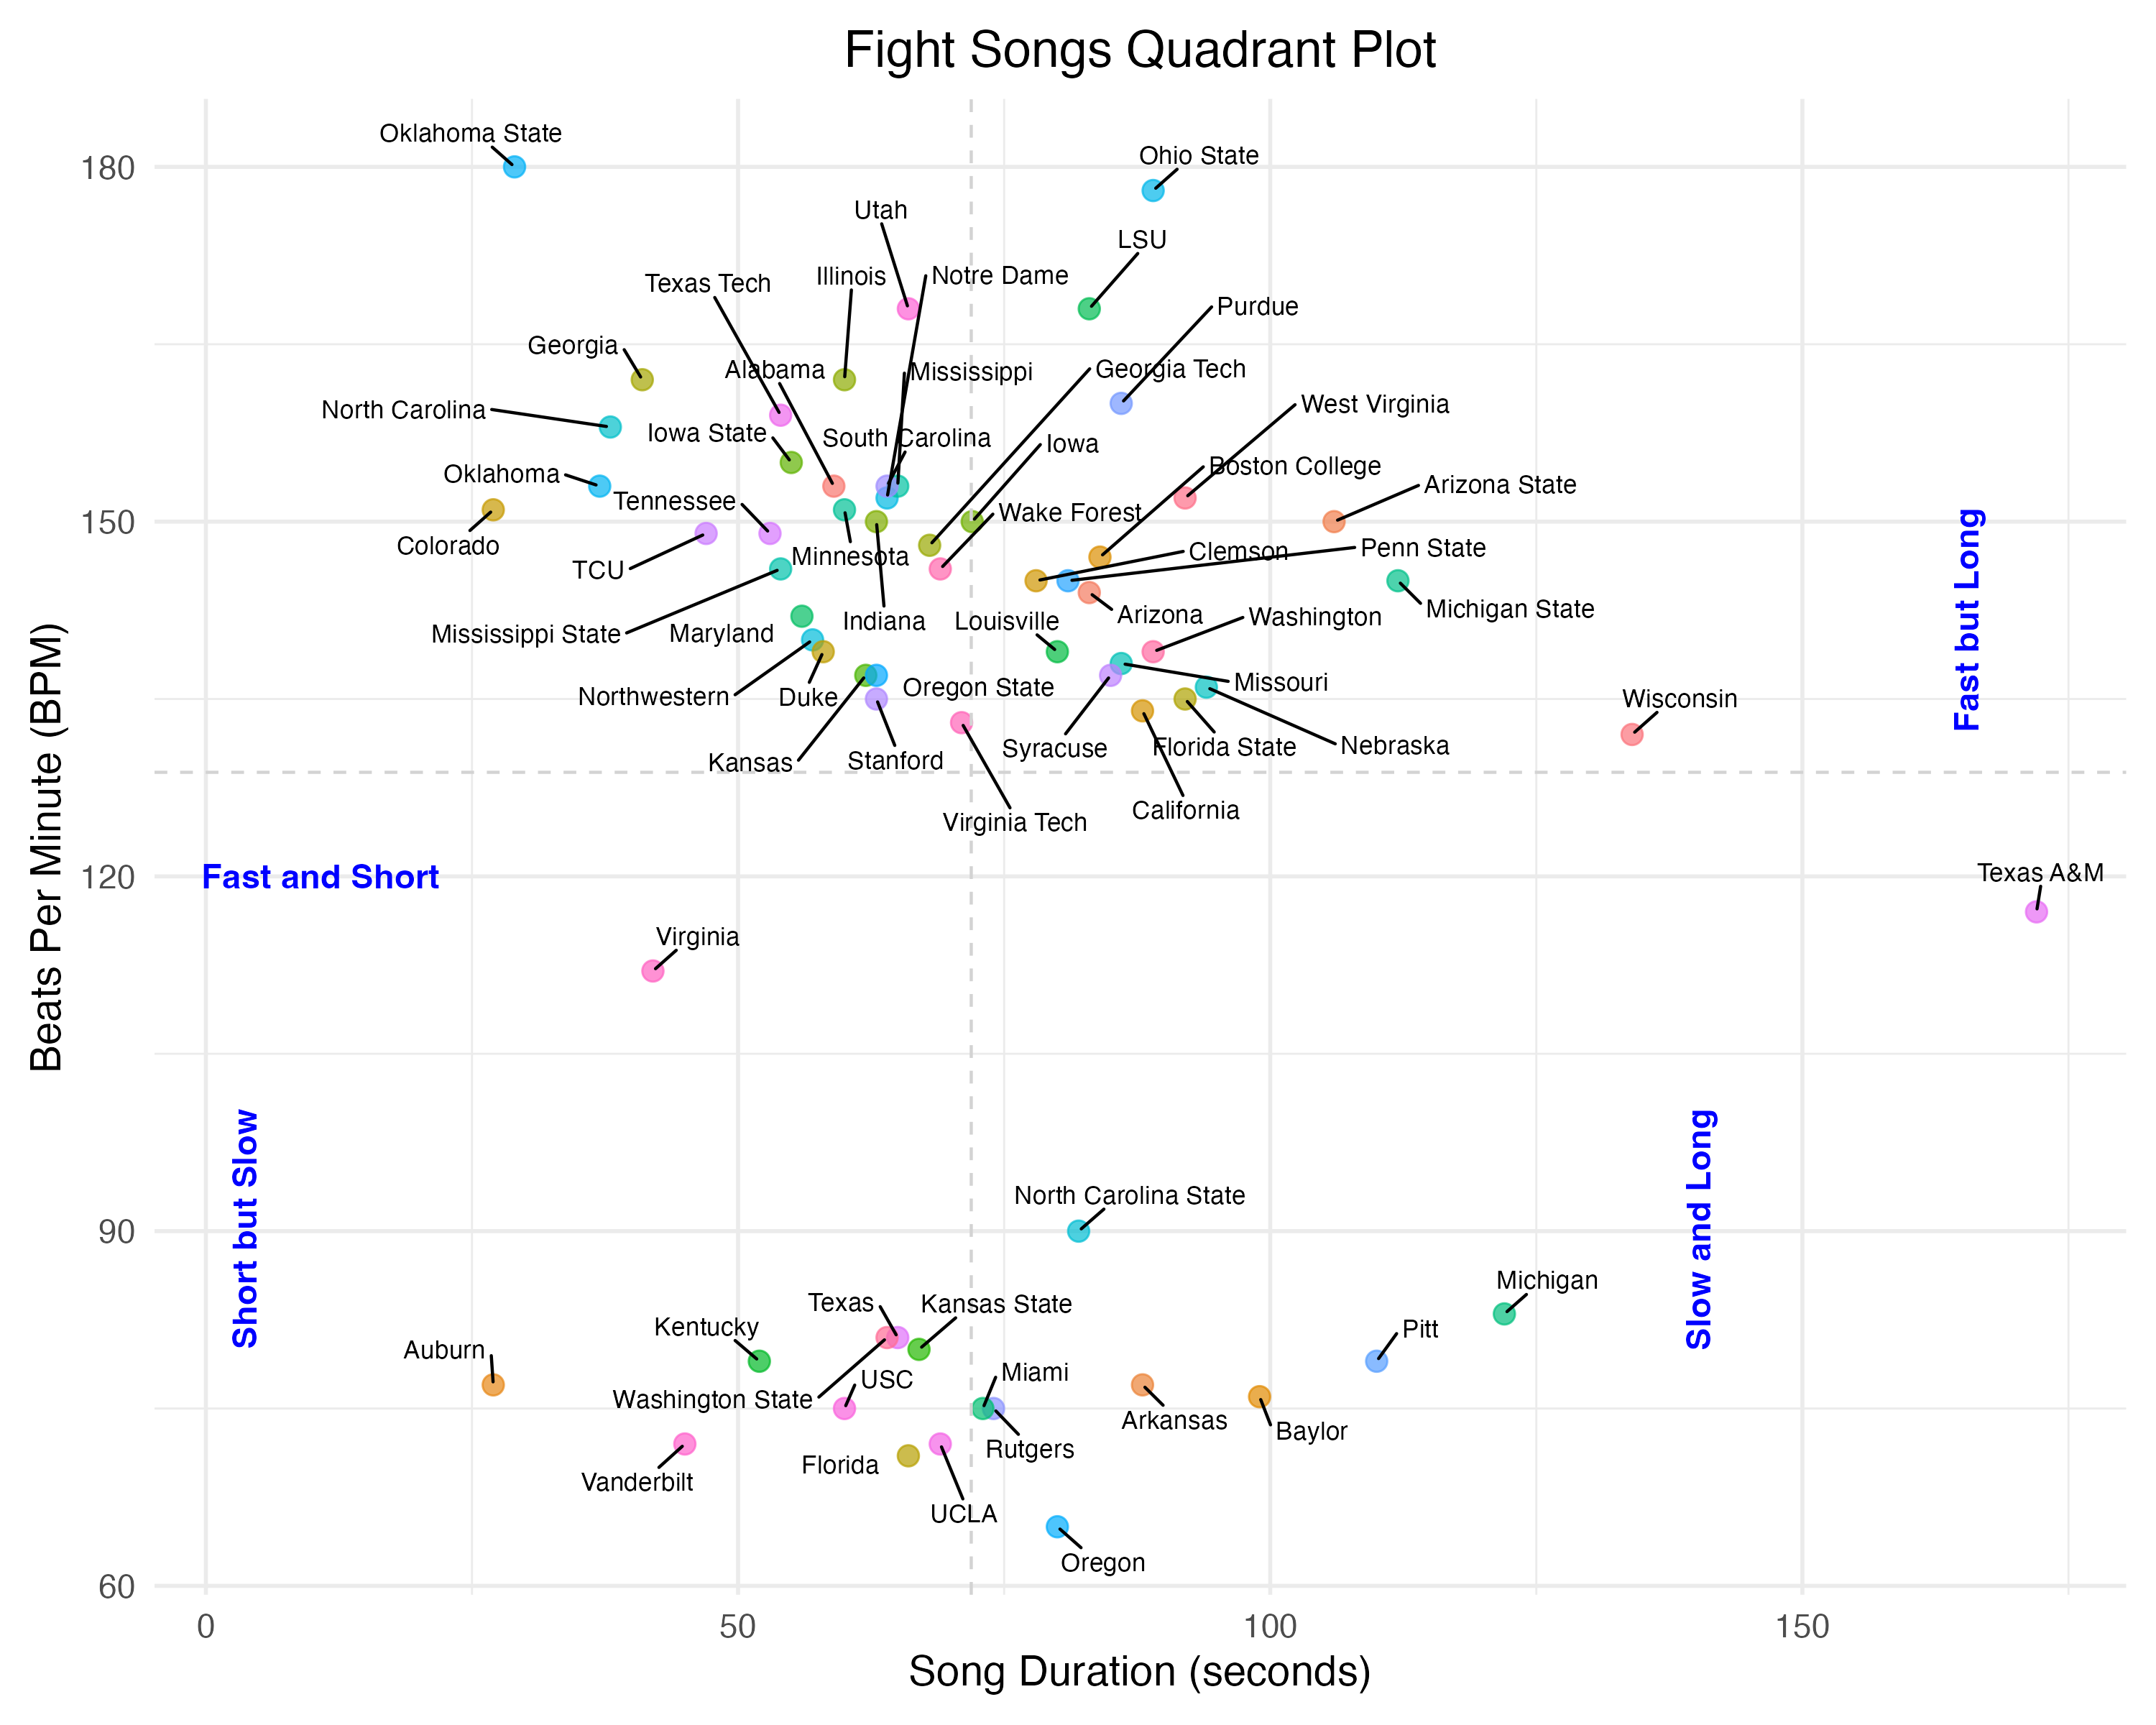 Fight Songs Quadrant Plot
Oklahoma State
180
Ohio State
Utah
LSU
Texas Tech
Illinois
Notre Dame
Purdue
Georgia
Alabama
Mississippi
Georgia Tech
North Carolina
West Virginia
Iowa State
South Carolina
Iowa
Oklahoma
Boston College
Arizona State
Tennessee
Wake Forest
150
Colorado
Minnesota
Clemson
Penn State
TCU
Fast but Long
Michigan State
Arizona
Washington
Indiana
Louisville
Mississippi State
Maryland
Missouri
Oregon State
Northwestern
Duke
Wisconsin
Nebraska
Syracuse
Florida State
Kansas
Stanford
California
Virginia Tech
Beats Per Minute (BPM)
120
Fast and Short
Texas A&M
Virginia
Short but Slow
Slow and Long
North Carolina State
90
Michigan
Texas
Kansas State
Kentucky
Pitt
Auburn
Miami
USC
Washington State
Arkansas
Baylor
Rutgers
Florida
Vanderbilt
UCLA
Oregon
60
0
50
100
150
Song Duration (seconds)